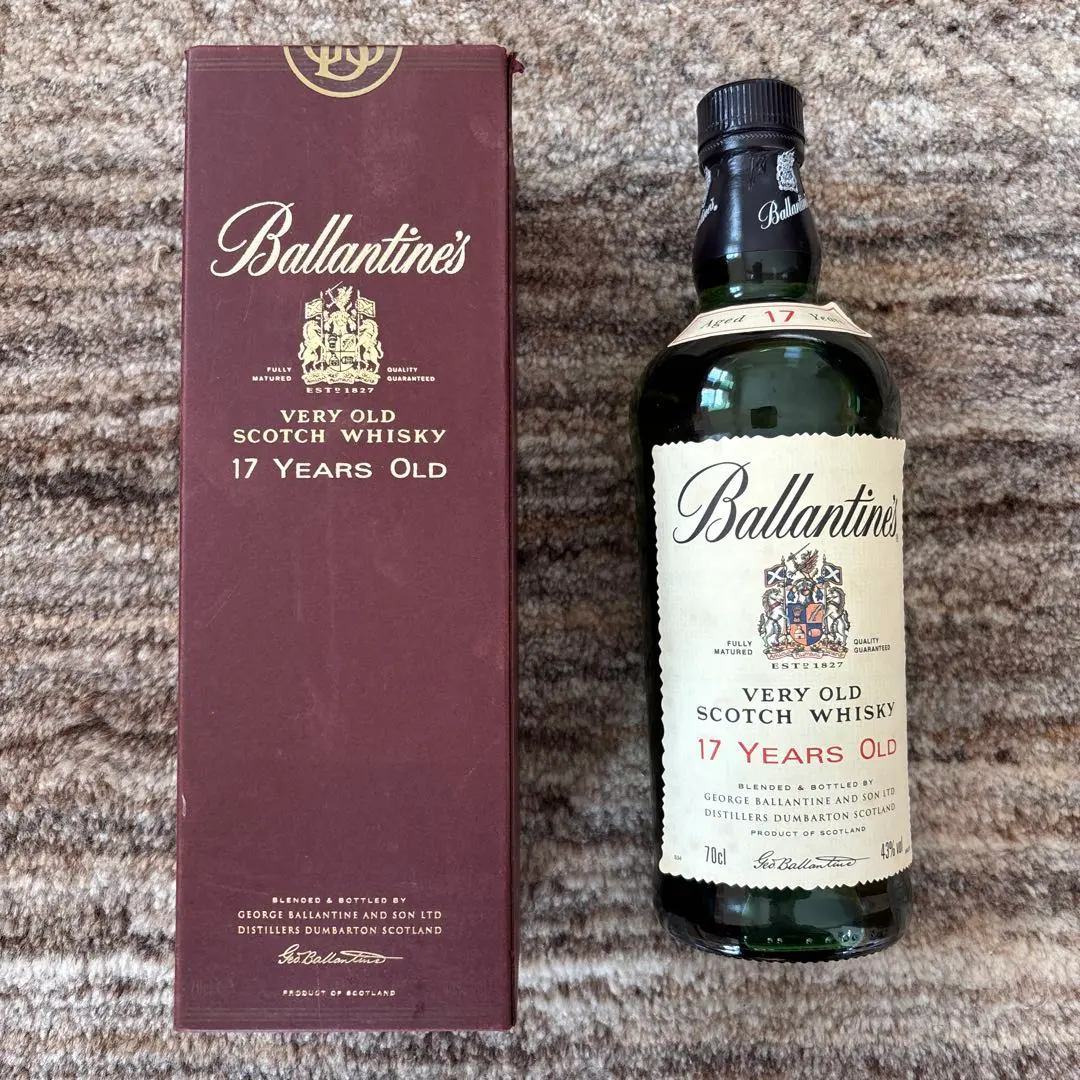 Ballantine's
FULLY
MATURED
QUALITY
GUARANTEED
ESTD 1827
VERY OLD
SCOTCH WHISKY
17 YEARS OLD
BLENDED & BOTTLED BY
GEORGE BALLANTINE AND SON LTD
DISTILLERS DUMBARTON SCOTLAND
Geo. Ballantine
PRODUCT OF SCOTLAND
Aged 17 Years
Ballantine's
FULLY
MATURED
QUALITY
GUARANTEED
ESTD 1827
VERY OLD
SCOTCH WHISKY
17 YEARS OLD
BLENDED & BOTTLED BY
GEORGE BALLANTINE AND SON LTD
DISTILLERS DUMBARTON SCOTLAND
PRODUCT OF SCOTLAND
70cl
Geo. Ballantine
43% vol